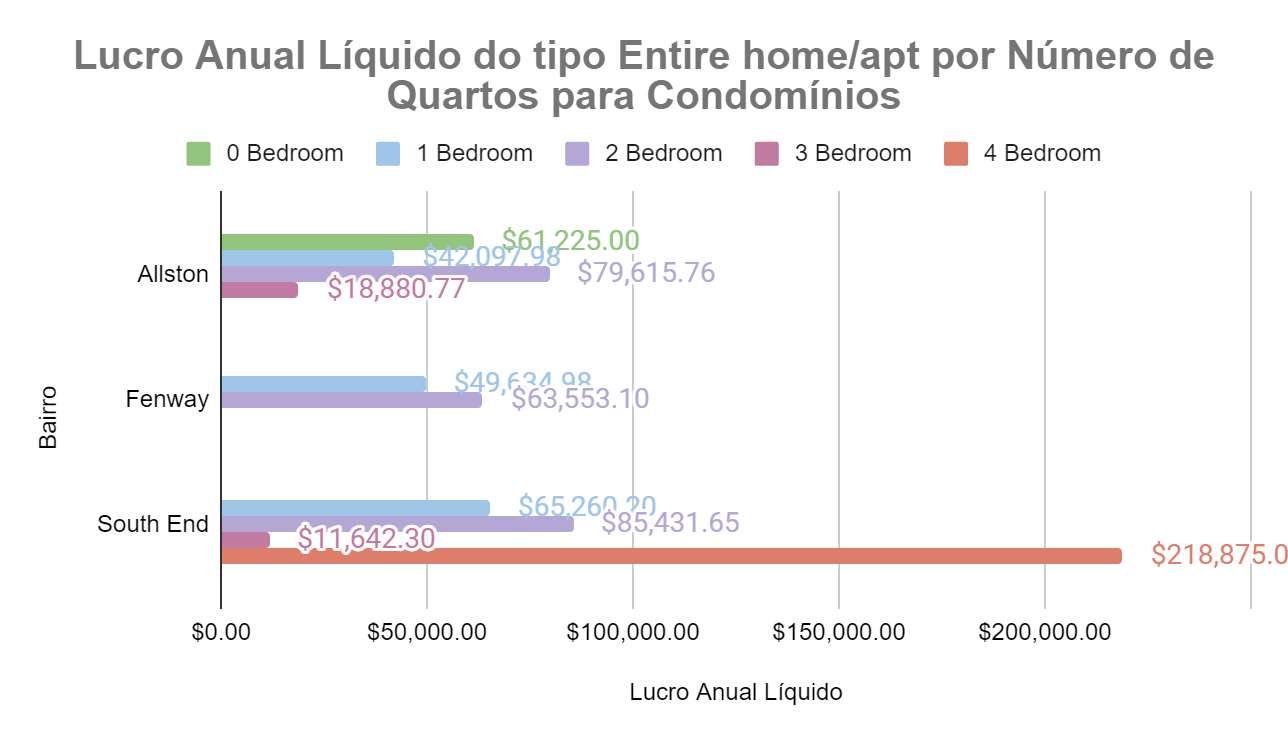 Lucro Anual Líquido do tipo Entire home/apt por Número de
Quartos para Condomínios
0 Bedroom 1 Bedroom 2 Bedroom 3 Bedroom 4 Bedroom
$61,225.00
$42,097.98
Allston
$79,615.76
$18,880.77
$49,634.98
Fenway
$63,553.10
Bairro
$65,260.20
South End
$85,431.65
$11,642.30
$218,875.0
$0.00 $50,000.00 $100,000.00 $150,000.00 $200,000.00
Lucro Anual Líquido